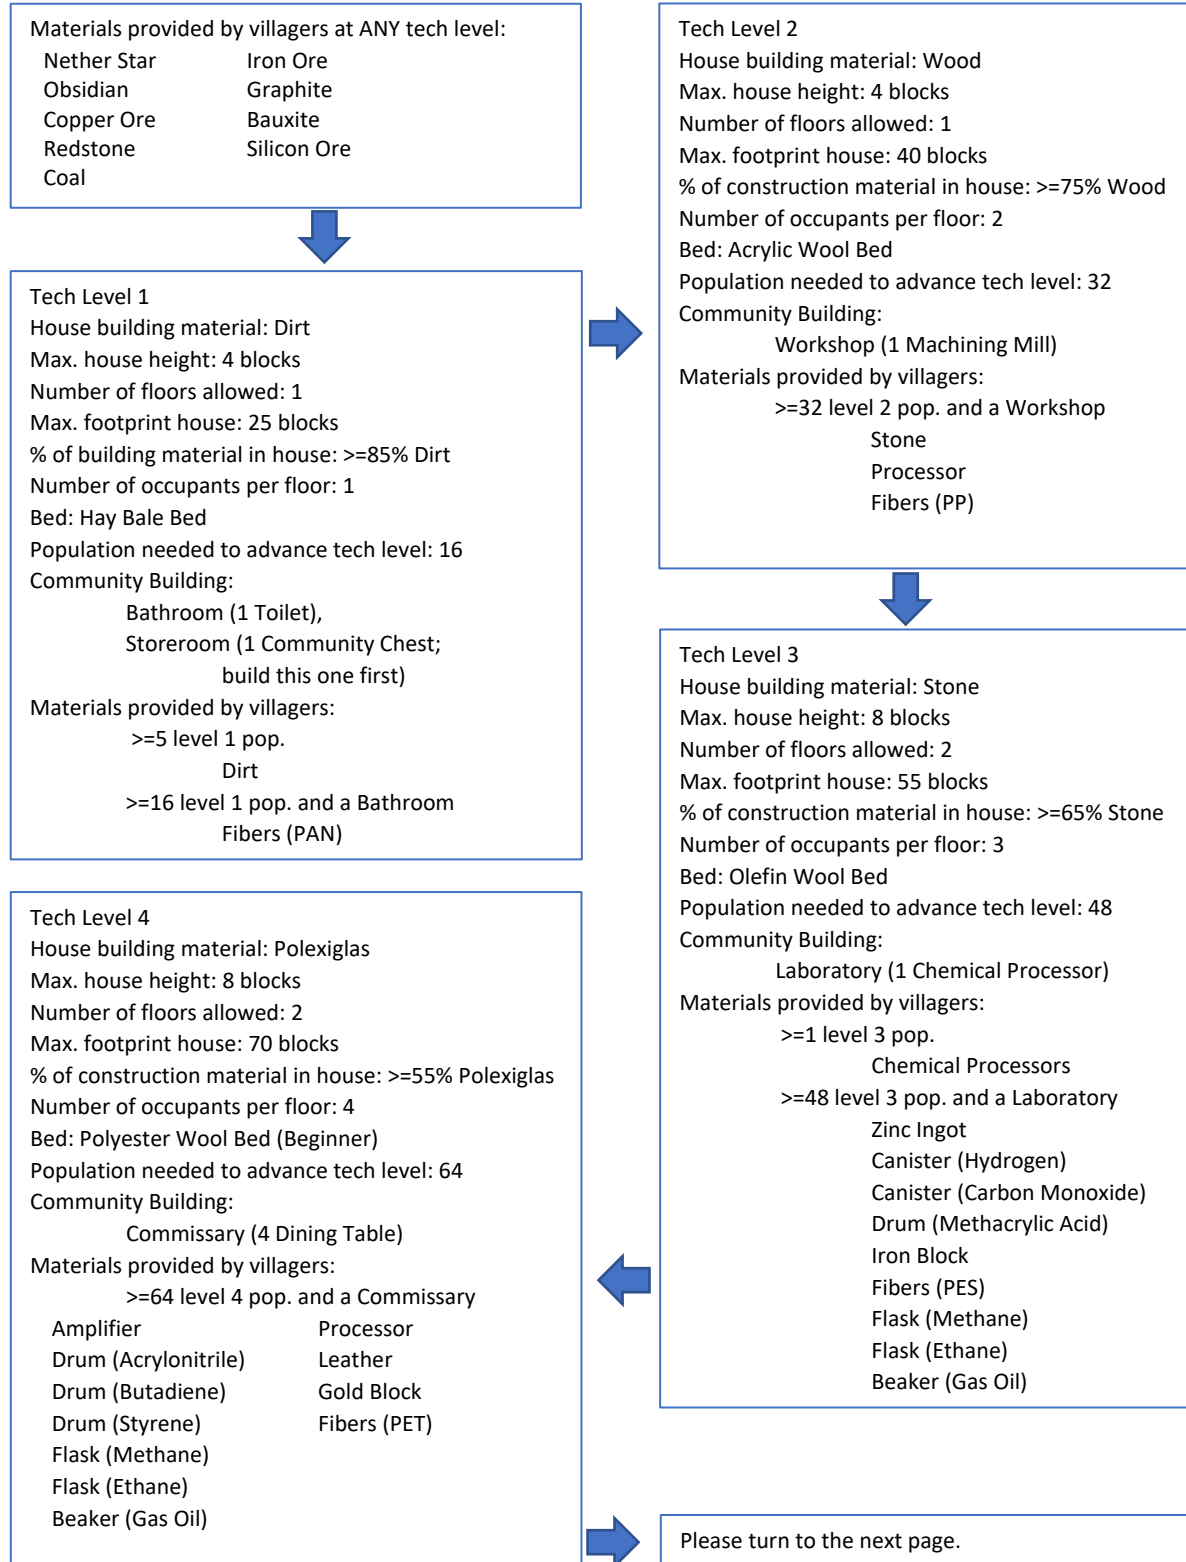 Materials provided by villagers at ANY tech level:
Nether Star Iron Ore
Obsidian Graphite
Copper Ore Bauxite
Redstone Silicon Ore
Coal
Tech Level 1
House building material: Dirt
Max. house height: 4 blocks
Number of floors allowed: 1
Max. footprint house: 25 blocks
% of building material in house: >=85% Dirt
Number of occupants per floor: 1
Bed: Hay Bale Bed
Population needed to advance tech level: 16
Community Building:
Bathroom (1 Toilet),
Storeroom (1 Community Chest;
build this one first)
Materials provided by villagers:
>=5 level 1 pop.
Dirt
>=16 level 1 pop. and a Bathroom
Fibers (PAN)
Tech Level 2
House building material: Wood
Max. house height: 4 blocks
Number of floors allowed: 1
Max. footprint house: 40 blocks
% of construction material in house: >=75% Wood
Number of occupants per floor: 2
Bed: Acrylic Wool Bed
Population needed to advance tech level: 32
Community Building:
Workshop (1 Machining Mill)
Materials provided by villagers:
>=32 level 2 pop. and a Workshop
Stone
Processor
Fibers (PP)
Tech Level 3
House building material: Stone
Max. house height: 8 blocks
Number of floors allowed: 2
Max. footprint house: 55 blocks
% of construction material in house: >=65% Stone
Number of occupants per floor: 3
Bed: Olefin Wool Bed
Population needed to advance tech level: 48
Community Building:
Laboratory (1 Chemical Processor)
Materials provided by villagers:
>=1 level 3 pop.
Chemical Processors
>=48 level 3 pop. and a Laboratory
Zinc Ingot
Canister (Hydrogen)
Canister (Carbon Monoxide)
Drum (Methacrylic Acid)
Iron Block
Fibers (PES)
Flask (Methane)
Flask (Ethane)
Beaker (Gas Oil)
Tech Level 4
House building material: Polexiglas
Max. house height: 8 blocks
Number of floors allowed: 2
Max. footprint house: 70 blocks
% of construction material in house: >=55% Polexiglas
Number of occupants per floor: 4
Bed: Polyester Wool Bed (Beginner)
Population needed to advance tech level: 64
Community Building:
Commissary (4 Dining Table)
Materials provided by villagers:
>=64 level 4 pop. and a Commissary
Amplifier Processor
Drum (Acrylonitrile) Leather
Drum (Butadiene) Gold Block
Drum (Styrene) Fibers (PET)
Flask (Methane)
Flask (Ethane)
Beaker (Gas Oil)
Please turn to the next page.